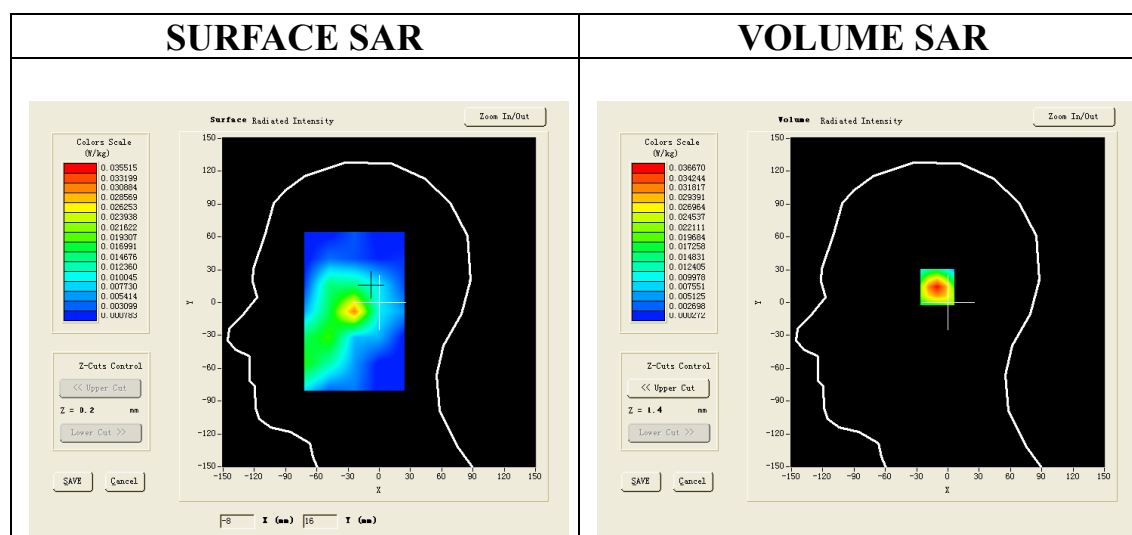 SURFACE SAR
VOLUME SAR
Surface Radiated Intensity
Zoom In/Out
Colors Scale
(W/kg)
0.035515
0.033199
0.030884
0.028569
0.026253
0.023938
0.021622
0.019307
0.016991
0.014676
0.012360
0.010045
0.007730
0.005414
0.003099
0.000783
150
120
90
60
30
0
-30
-60
-90
-120
-150
Y
-150 -120 -90 -60 -30 0 30 60 90 120 150
X
Z-Cuts Control
<< Upper Cut
Z = 0.2 mm
Lower Cut >>
SAVE Cancel
-8 X (mm) 16 Y (mm)
Volume Radiated Intensity
Zoom In/Out
Colors Scale
(W/kg)
0.036670
0.034244
0.031817
0.029391
0.026964
0.024537
0.022111
0.019684
0.017258
0.014831
0.012405
0.009978
0.007551
0.005125
0.002698
0.000272
150
120
90
60
30
0
-30
-60
-90
-120
-150
Y
-150 -120 -90 -60 -30 0 30 60 90 120 150
X
Z-Cuts Control
<< Upper Cut
Z = 1.4 mm
Lower Cut >>
SAVE Cancel